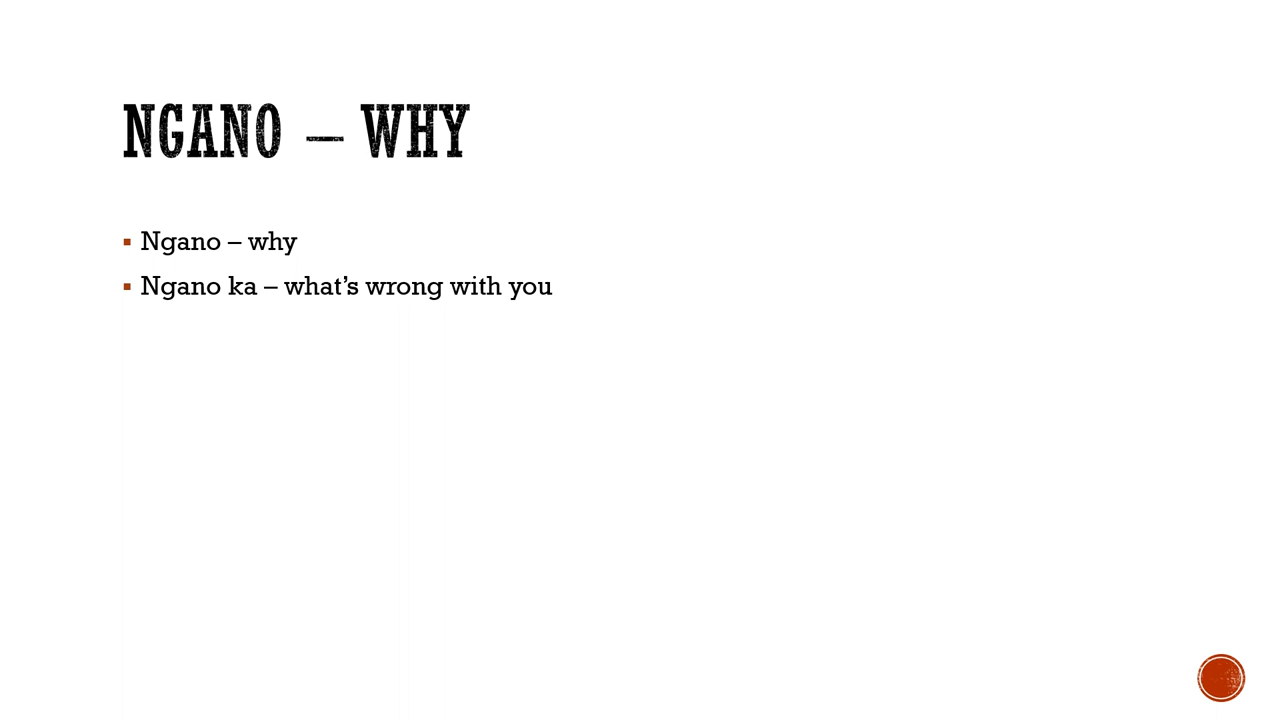 NGANO – WHY
Ngano – why
Ngano ka – what's wrong with you